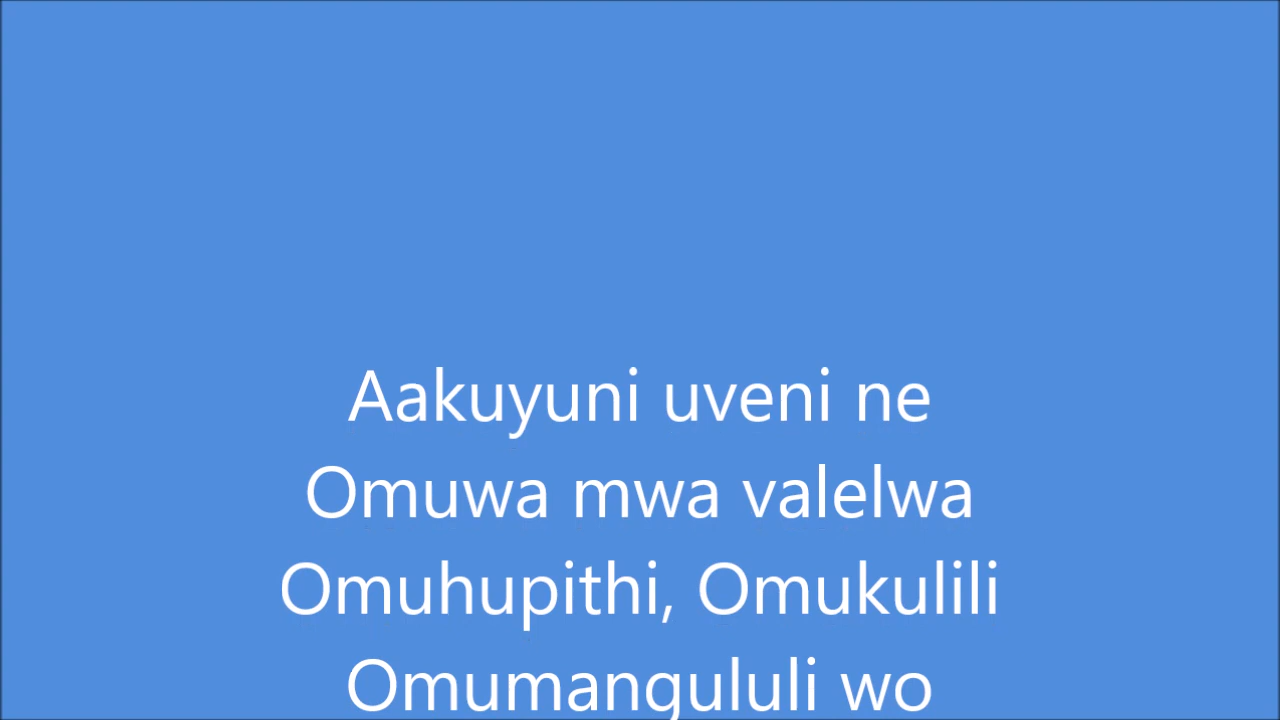 Aakuyuni uveni ne
Omuwa mwa valelwa
Omuhupithi, Omukulili
Omumangululi wo